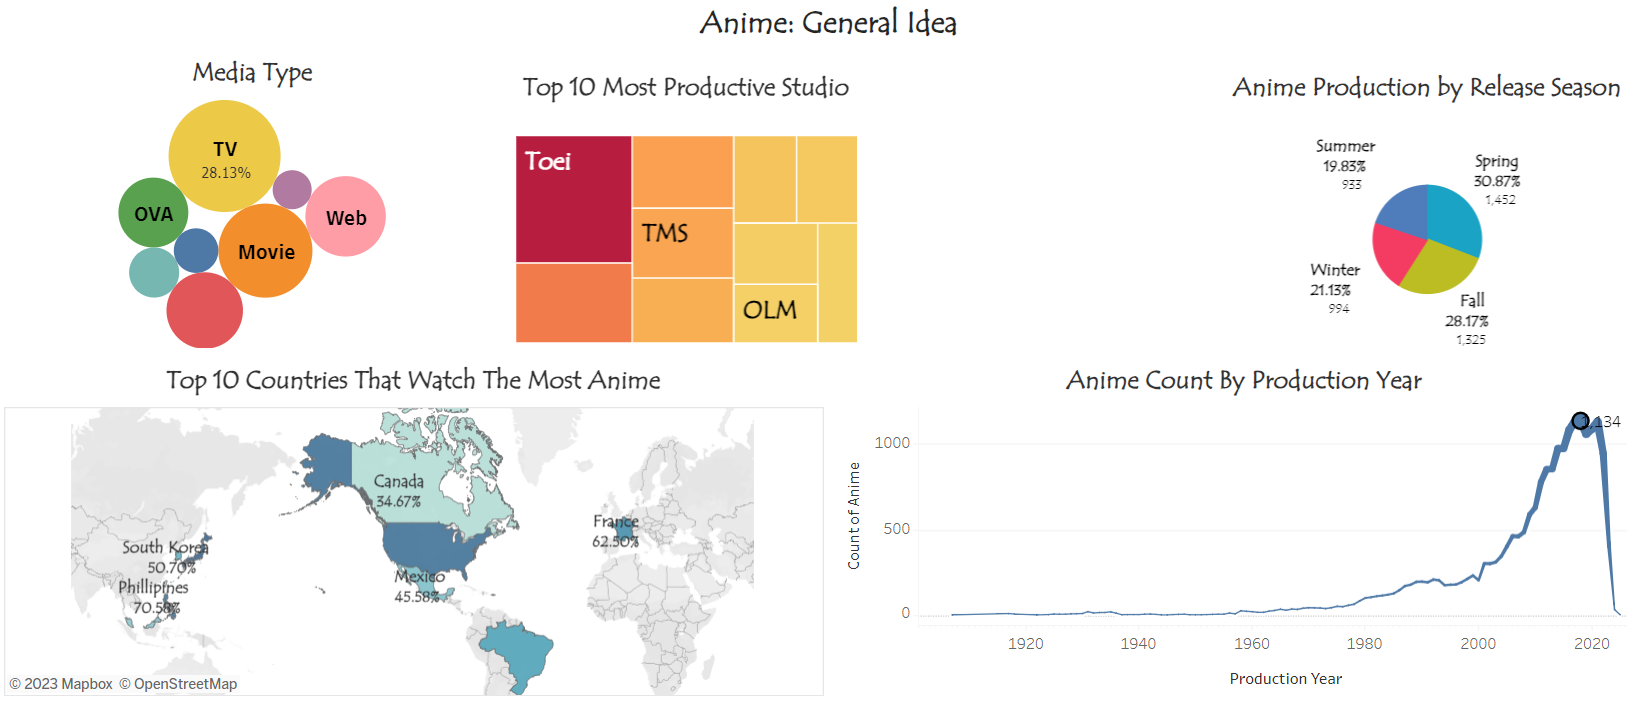 Anime: General Idea
Media Type
TV
28.13%
OVA
Web
Movie
Top 10 Most Productive Studio
Toei
TMS
OLM
Anime Production by Release Season
Summer
19.83%
933
Spring
30.87%
1,452
Winter
21.13%
994
Fall
28.17%
1,325
Top 10 Countries That Watch The Most Anime
Canada
34.67%
France
62.50%
South Korea
50.70%
Mexico
45.58%
Phillipines
© 2023 Mapbox © OpenStreetMap
Anime Count By Production Year
Count of Anime
1000
500
0
1920
1940
1960
1980
2000
2020
Production Year